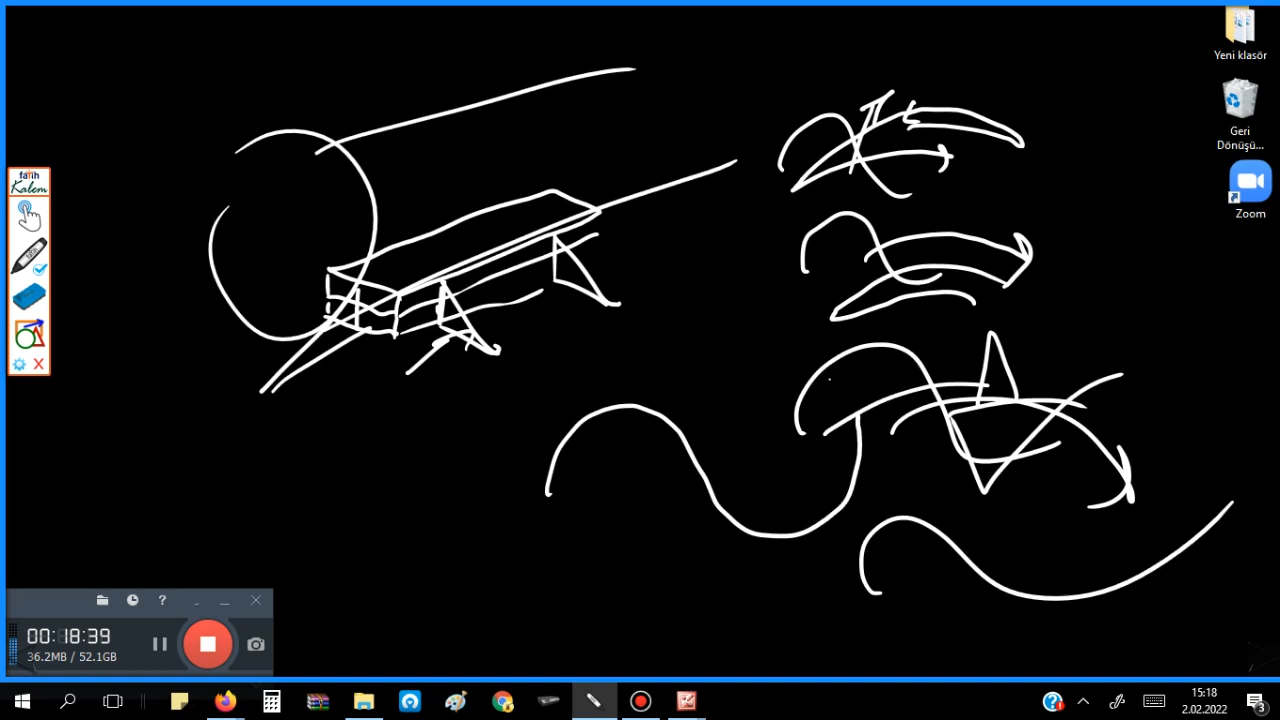 Yeni klasör
Geri
Dönüşü...
Zoom
fatih
Kalem
00:18:39
36.2MB / 52.1GB
15:18
2.02.2022
3